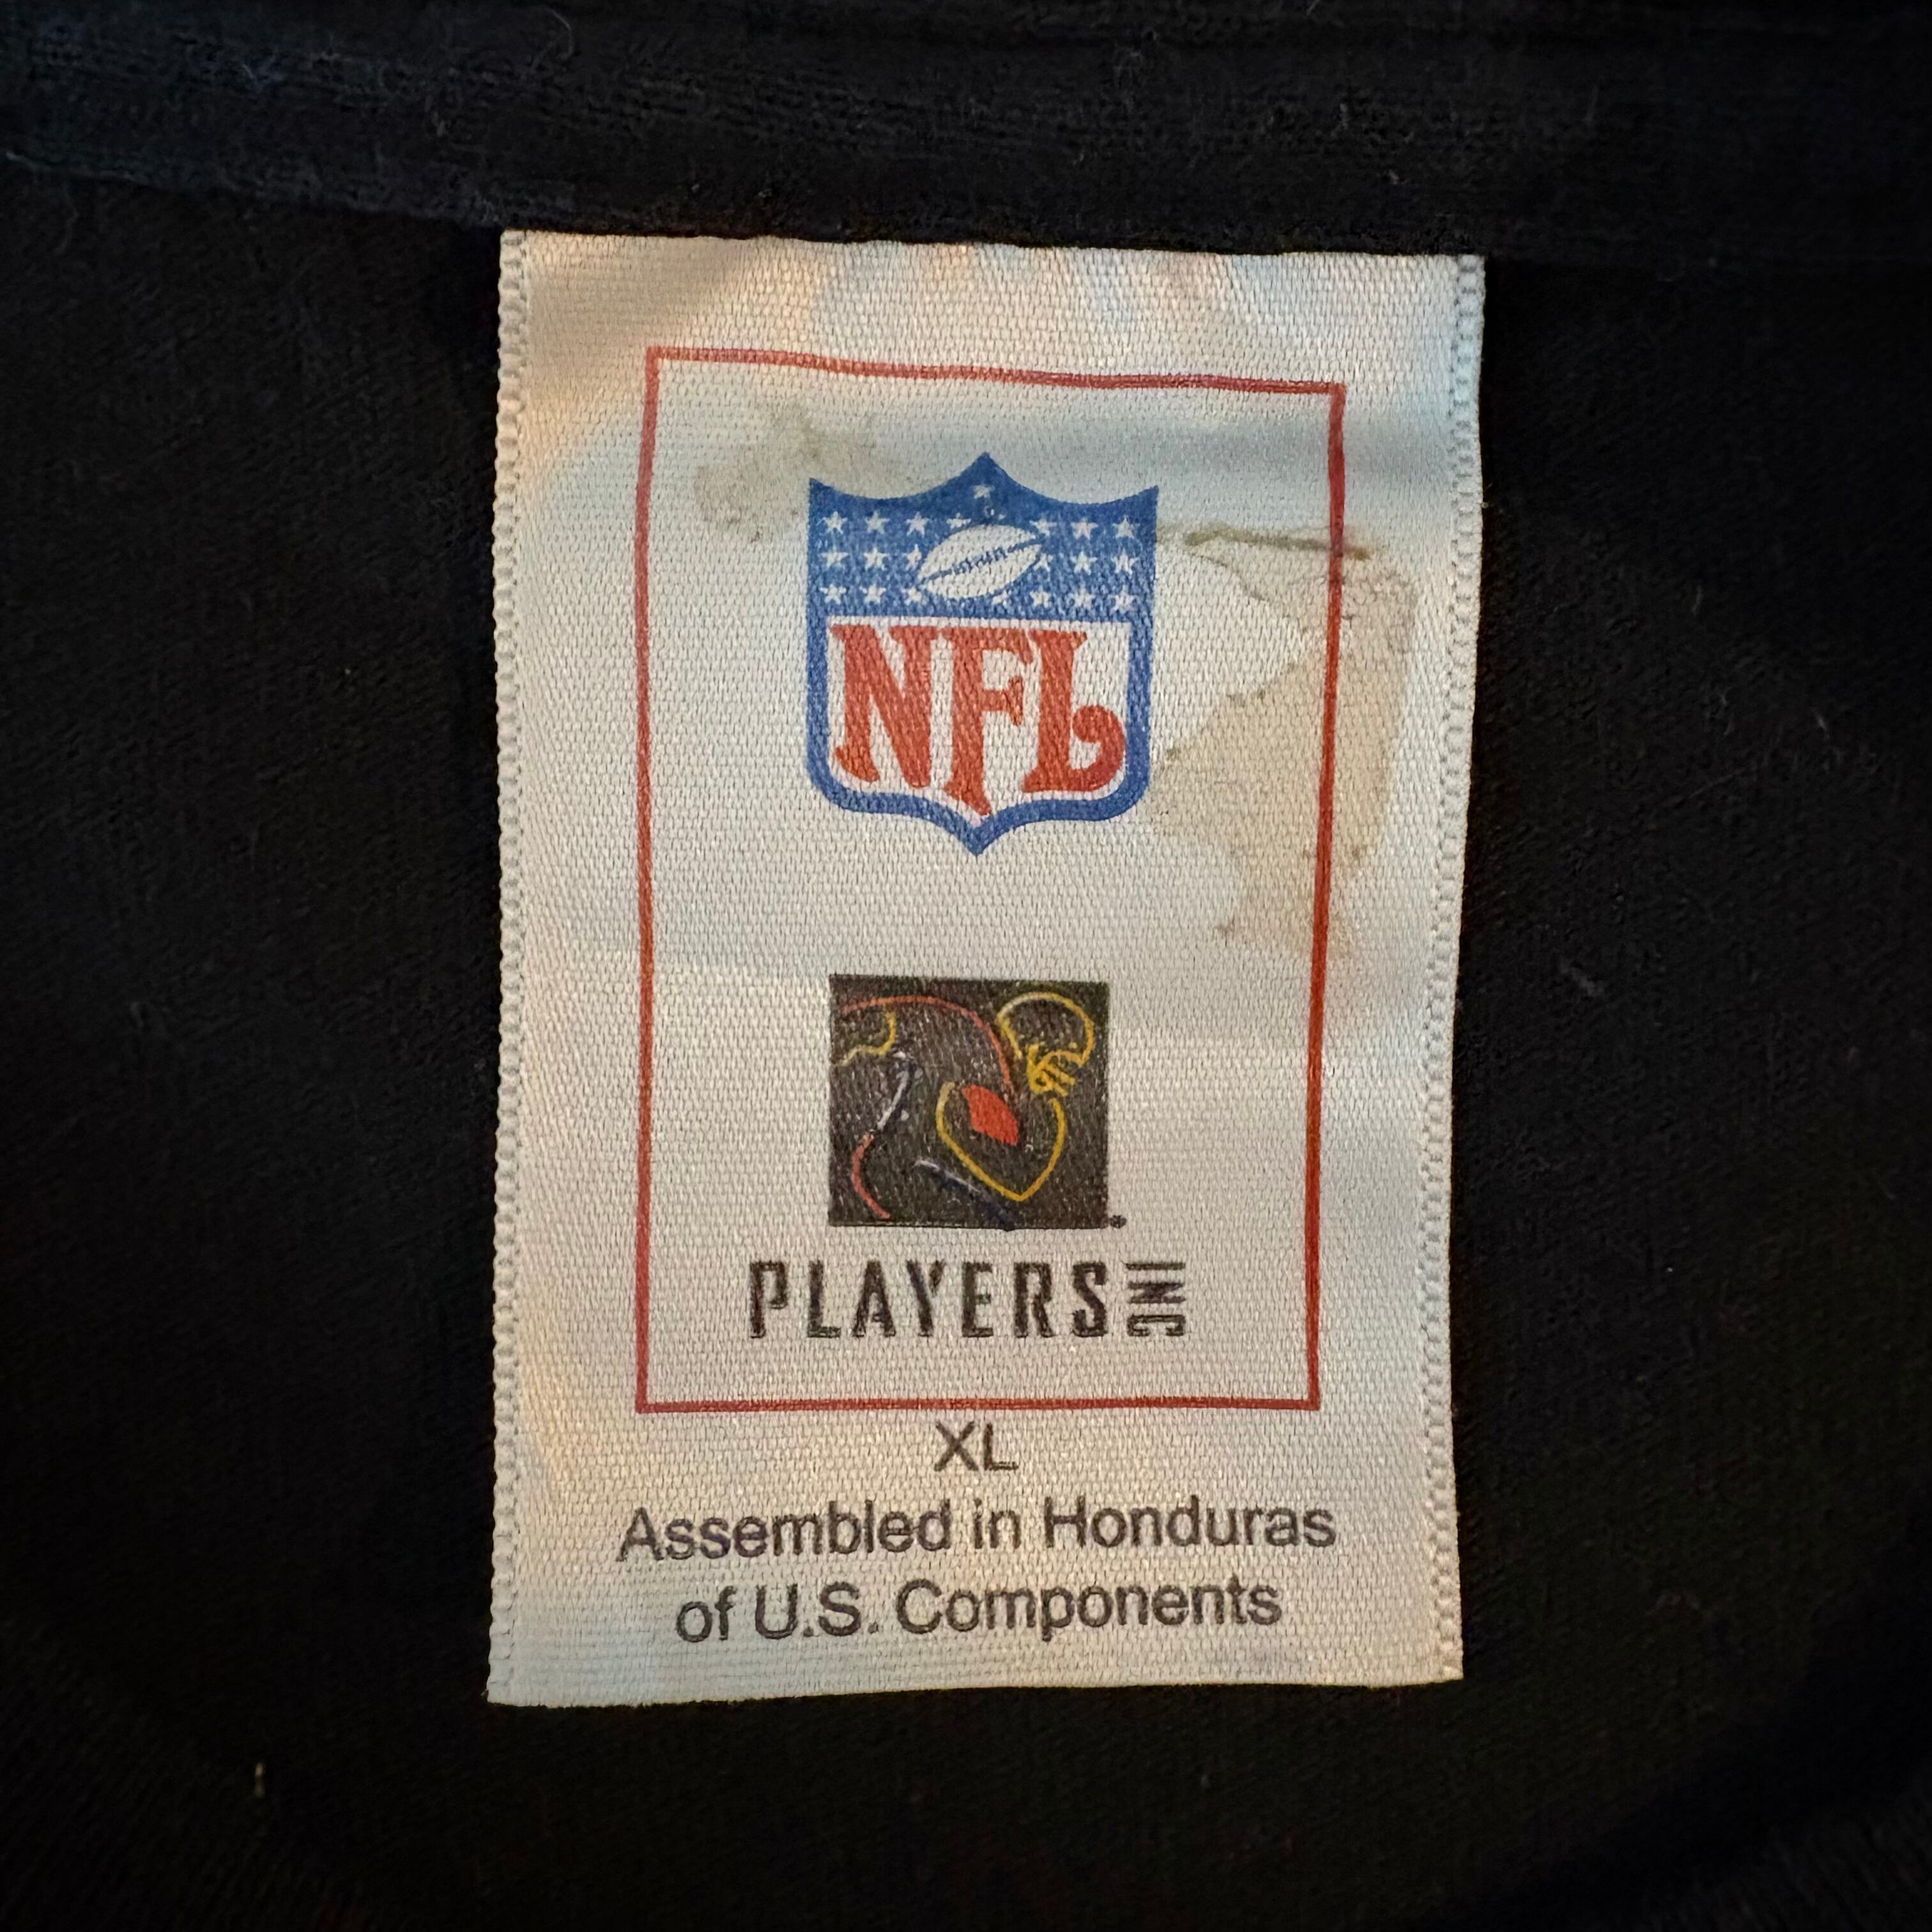 NFL
PLAYERS INC
XL
Assembled in Honduras
of U.S. Components